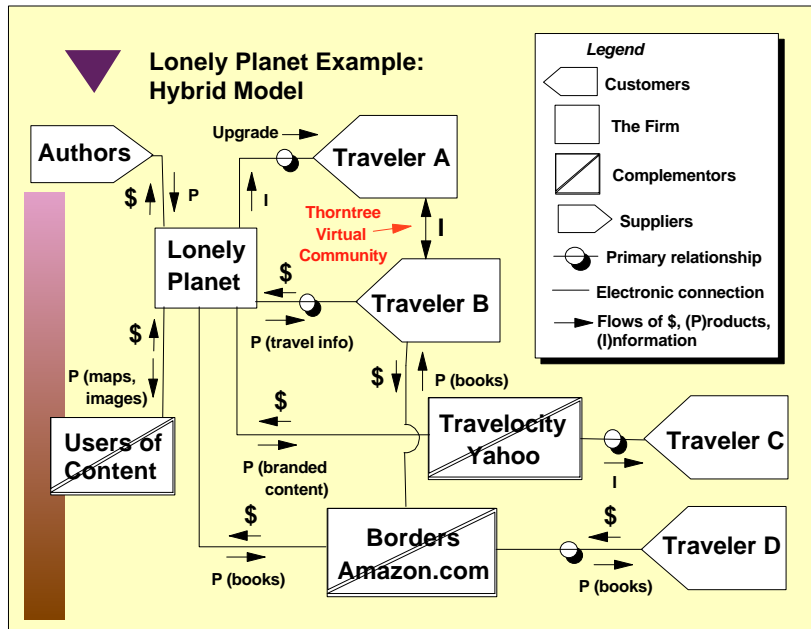 Lonely Planet Example:
Hybrid Model
Legend
Customers
The Firm
Complementors
Suppliers
Primary relationship
Electronic connection
Flows of $, (P)roducts,
(I)nformation
Upgrade
Authors
Traveler A
$
P
I
Thorntree
Virtual
Community
I
Lonely
Planet
$
Traveler B
P (travel info)
$
P (maps,
images)
$
P (books)
Users of
Content
$
P (branded
content)
Travelocity
Yahoo
I
Traveler C
$
P (books)
Borders
Amazon.com
$
P (books)
Traveler D